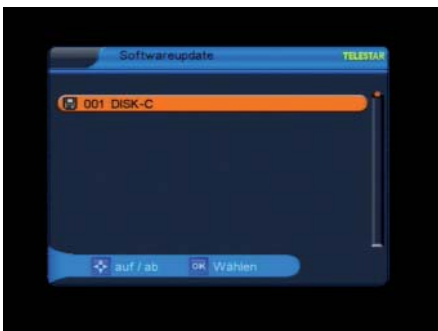 Softwareupdate TELESTAR
001 DISK-C
auf / ab OK Wählen